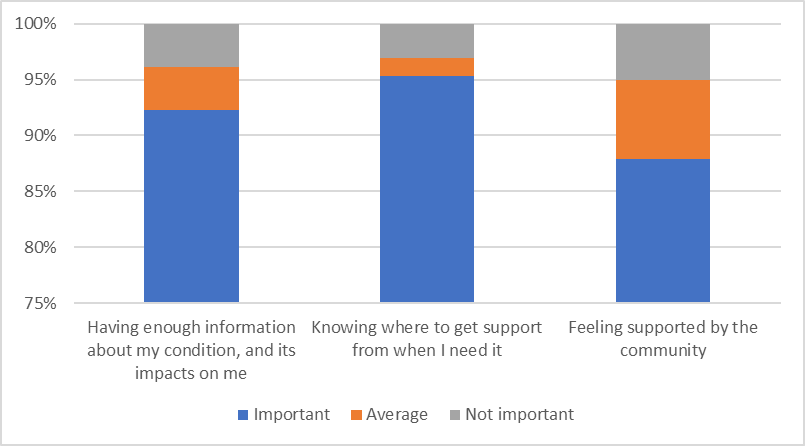 100%
95%
90%
85%
80%
75%
Having enough information
about my condition, and its
impacts on me
Knowing where to get support
from when I need it
Feeling supported by the
community
Important
Average
Not important